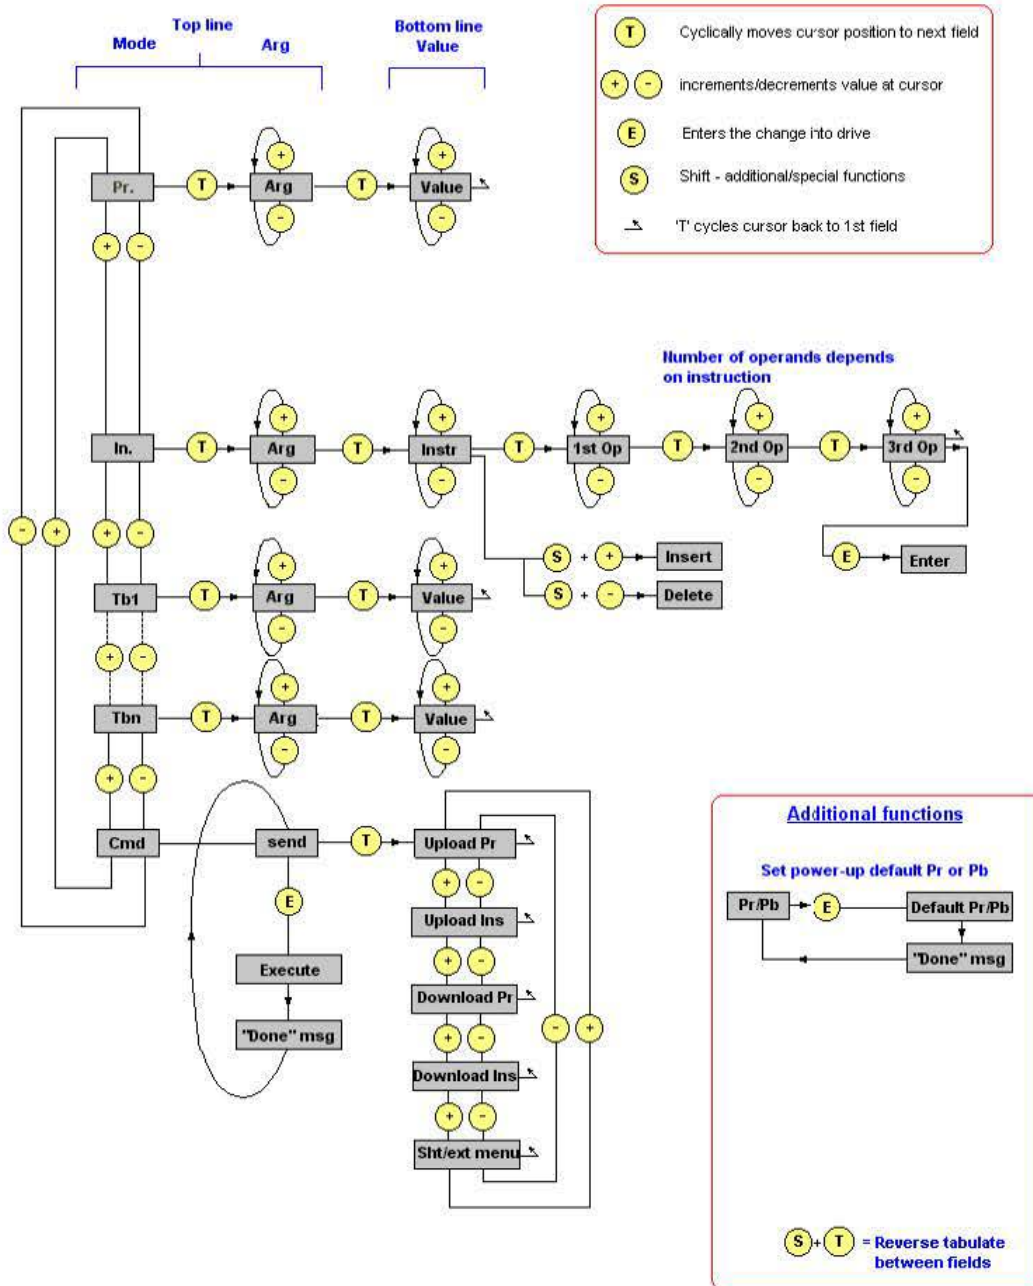 Top line
Mode
Arg
Bottom line
Value
T Cyclically moves cursor position to next field
+ - increments/decrements value at cursor
E Enters the change into drive
S Shift - additional/special functions
'T' cycles cursor back to 1st field
+ +
Pr. T Arg T Value
- -
+ -
Number of operands depends
on instruction
+ + + + +
In. T Arg T Instr T 1st Op T 2nd Op T 3rd Op
- - - - -
- + + -
S + + Insert
E Enter
+ +
Tb1 T Arg T Value
S + - Delete
- -
+ -
+ +
Tbn T Arg T Value
- -
+ -
Cmd send T Upload Pr
+ -
E
Upload Ins
+ -
Execute
Download Pr
"Done" msg
+ -
- +
Download Ins
+ -
Sht/ext menu
Additional functions
Set power-up default Pr or Pb
Pr/Pb E Default Pr/Pb
"Done" msg
S + T = Reverse tabulate
between fields